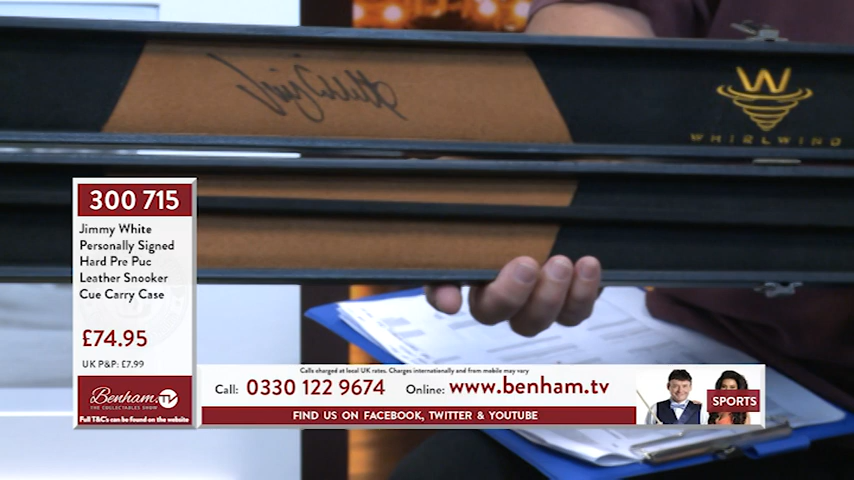 W
WHIRLWIND
300 715
Jimmy White
Personally Signed
Hard Pre Puc
Leather Snooker
Cue Carry Case
£74.95
UK P&P: £7.99
Benham.TV
THE COLLECTABLES SHOW
Full T&C's can be found on the website
Calls charged at local UK rates. Charges internationally and from mobile may vary
Call: 0330 122 9674 Online: www.benham.tv
FIND US ON FACEBOOK, TWITTER & YOUTUBE
SPORTS